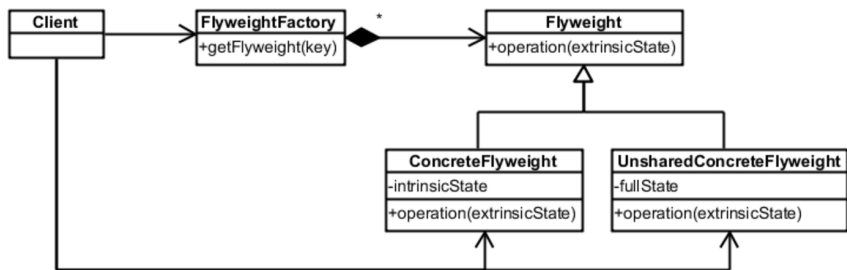 Client
FlyweightFactory
+getFlyweight(key)
*
Flyweight
+operation(extrinsicState)
ConcreteFlyweight
-intrinsicState
+operation(extrinsicState)
UnsharedConcreteFlyweight
-fullState
+operation(extrinsicState)